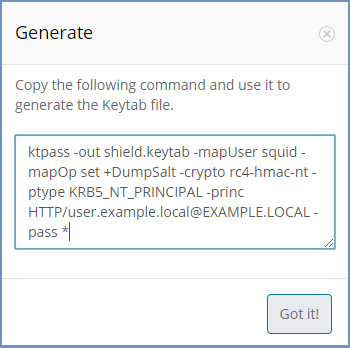 Generate
Copy the following command and use it to
generate the Keytab file.
ktpass -out shield.keytab -mapUser squid -
mapOp set +DumpSalt -crypto rc4-hmac-nt -
ptype KRB5_NT_PRINCIPAL -princ
HTTP/user.example.local@EXAMPLE.LOCAL -
pass *
Got it!